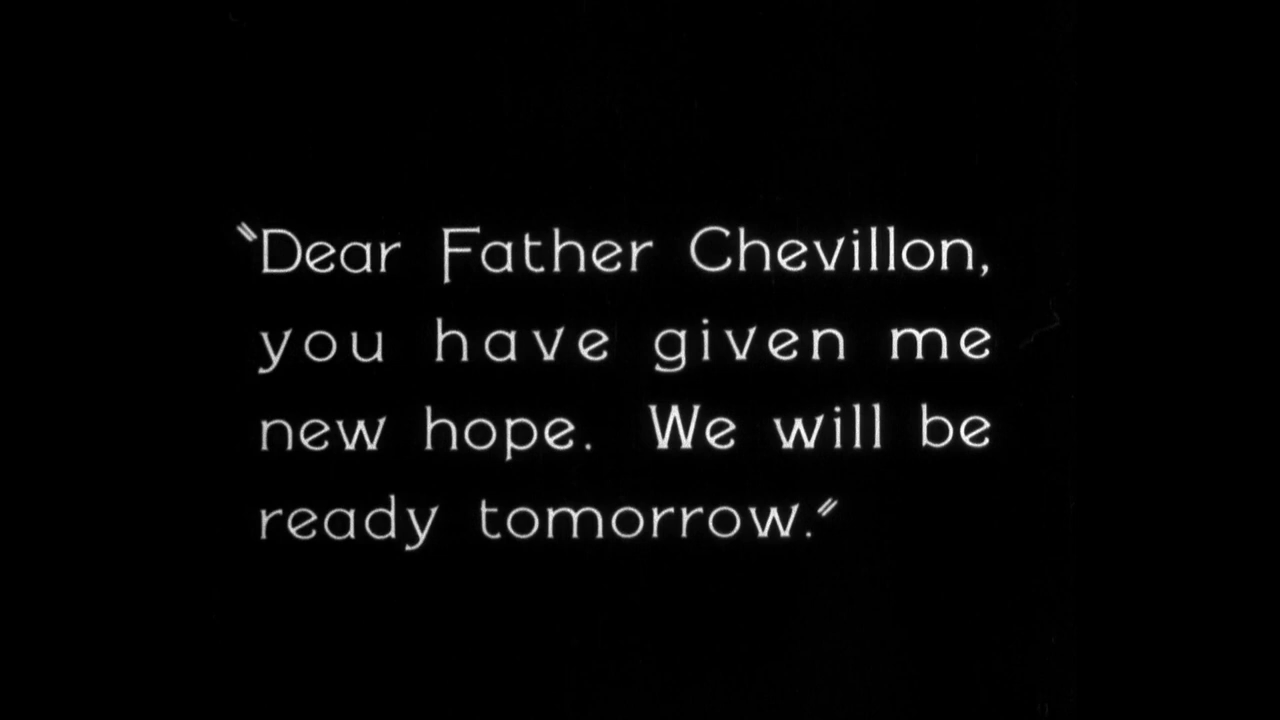 "Dear Father Chevillon,
you have given me
new hope. We will be
ready tomorrow."